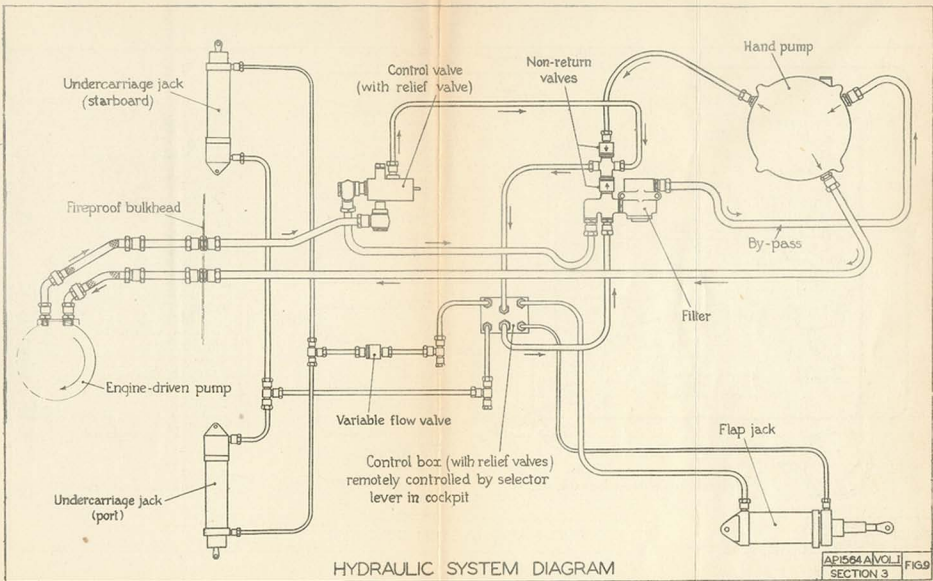 Undercarriage jack
(starboard)
Control valve
(with relief valve)
Non-return
valves
Hand pump
Fireproof bulkhead
By-pass
Filter
Engine-driven pump
Variable flow valve
Control box (with relief valves)
remotely controlled by selector
lever in cockpit
Flap jack
Undercarriage jack
(port)
HYDRAULIC SYSTEM DIAGRAM
AP1564A VOL.I
SECTION 3
FIG9